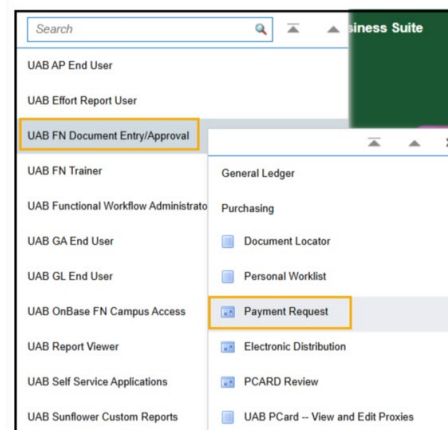 Search
siness Suite
UAB AP End User
UAB Effort Report User
UAB FN Document Entry/Approval
UAB FN Trainer
UAB Functional Workflow Administrato
UAB GA End User
UAB GL End User
UAB OnBase FN Campus Access
UAB Report Viewer
UAB Self Service Applications
UAB Sunflower Custom Reports
General Ledger
Purchasing
Document Locator
Personal Worklist
Payment Request
Electronic Distribution
PCARD Review
UAB PCard -- View and Edit Proxies